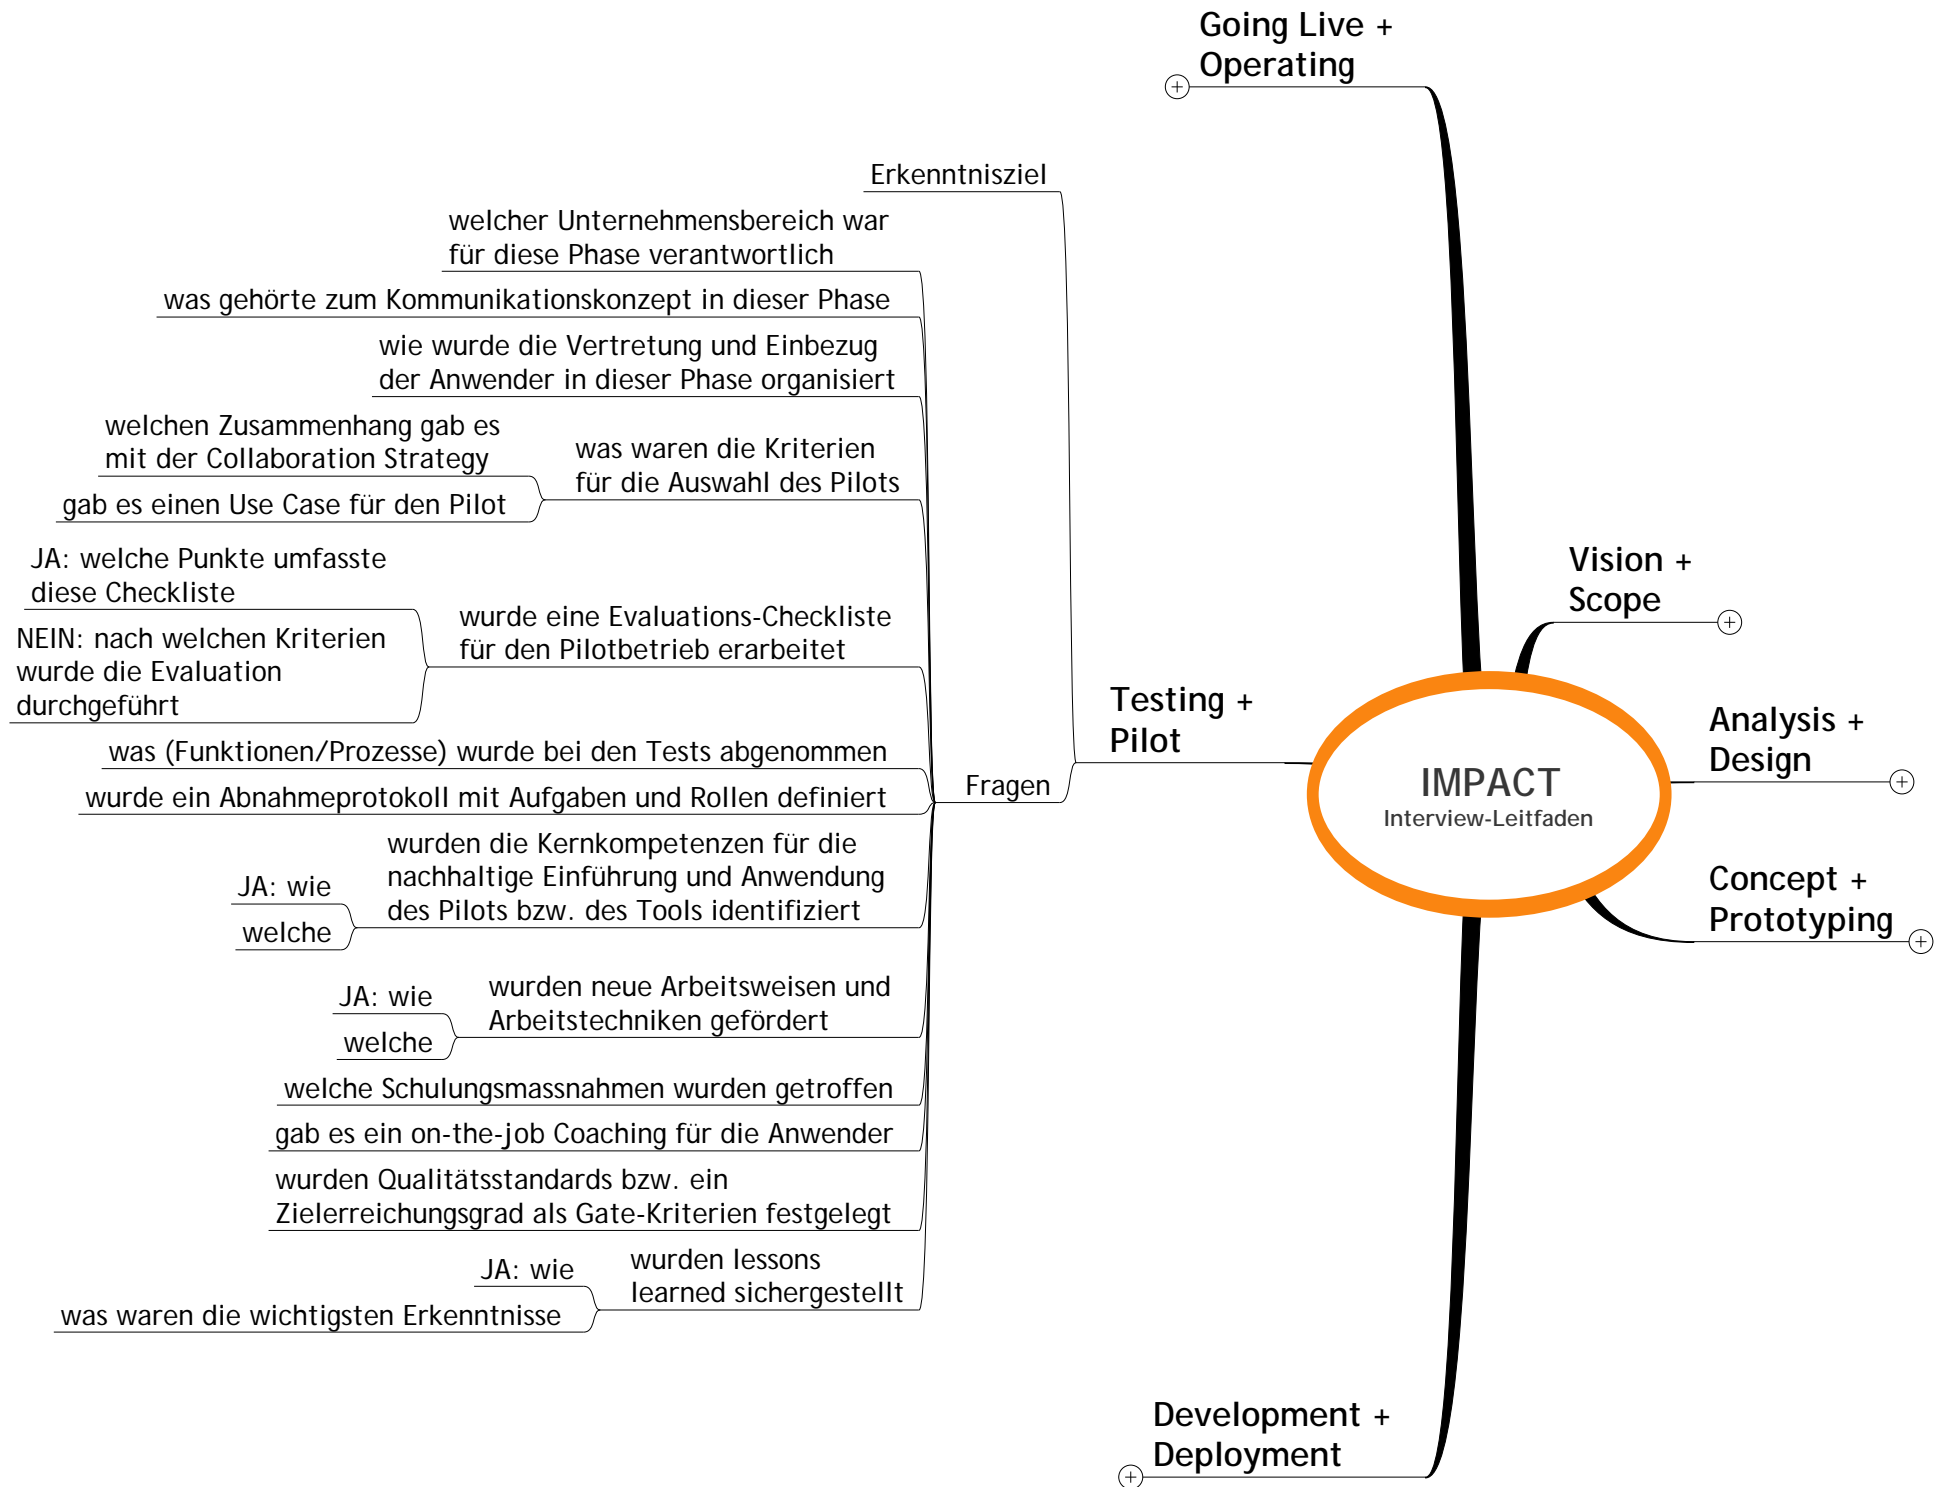 Going Live +
Operating
Erkenntnisziel
welcher Unternehmensbereich war
für diese Phase verantwortlich
was gehörte zum Kommunikationskonzept in dieser Phase
wie wurde die Vertretung und Einbezug
der Anwender in dieser Phase organisiert
welchen Zusammenhang gab es
mit der Collaboration Strategy
gab es einen Use Case für den Pilot
was waren die Kriterien
für die Auswahl des Pilots
JA: welche Punkte umfasste
diese Checkliste
NEIN: nach welchen Kriterien
wurde die Evaluation
durchgeführt
wurde eine Evaluations-Checkliste
für den Pilotbetrieb erarbeitet
was (Funktionen/Prozesse) wurde bei den Tests abgenommen
wurde ein Abnahmeprotokoll mit Aufgaben und Rollen definiert
Fragen
Testing +
Pilot
JA: wie
welche
wurden die Kernkompetenzen für die
nachhaltige Einführung und Anwendung
des Pilots bzw. des Tools identifiziert
JA: wie
welche
wurden neue Arbeitsweisen und
Arbeitstechniken gefördert
welche Schulungsmassnahmen wurden getroffen
gab es ein on-the-job Coaching für die Anwender
wurden Qualitätsstandards bzw. ein
Zielerreichungsgrad als Gate-Kriterien festgelegt
JA: wie
was waren die wichtigsten Erkenntnisse
wurden lessons
learned sichergestellt
IMPACT
Interview-Leitfaden
Vision +
Scope
Analysis +
Design
Concept +
Prototyping
Development +
Deployment